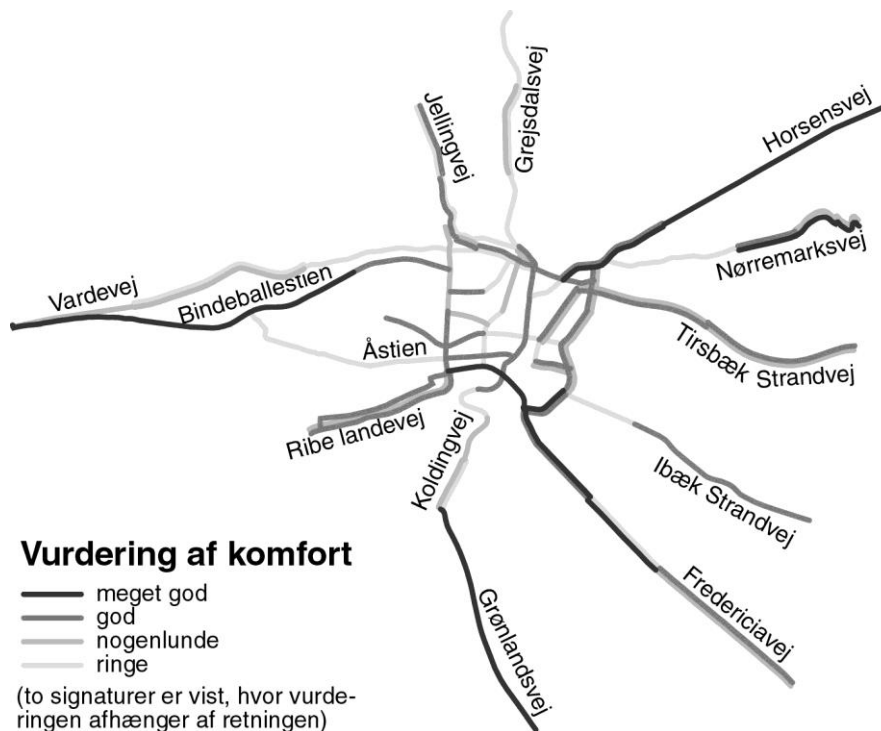 Jellingvej
Grejsdalsvej
Horsensvej
Nørremarksvej
Vardevej
Bindeballestien
Åstien
Tirsbæk Strandvej
Ribe landevej
Koldingvej
Ibæk Strandvej
Grønlandsvej
Fredericiavej
Vurdering af komfort
meget god
god
nogenlunde
ringe
(to signaturer er vist, hvor vurde-
ringen afhænger af retningen)